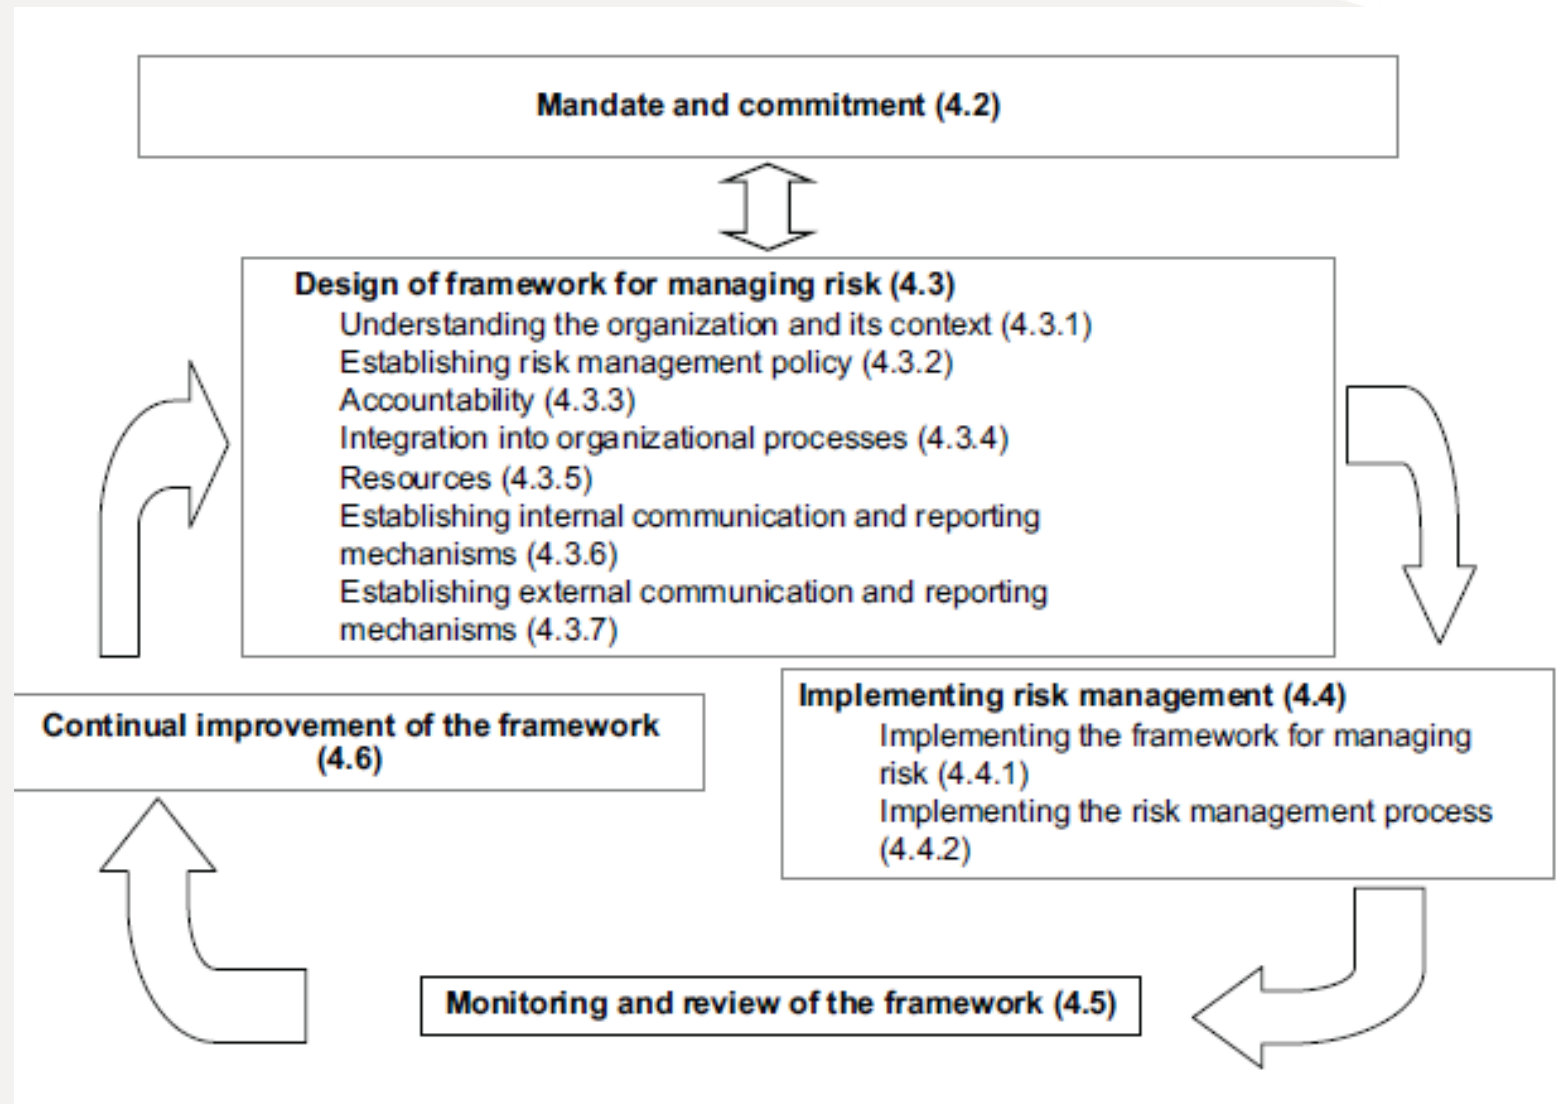 Mandate and commitment (4.2)
Design of framework for managing risk (4.3)
Understanding the organization and its context (4.3.1)
Establishing risk management policy (4.3.2)
Accountability (4.3.3)
Integration into organizational processes (4.3.4)
Resources (4.3.5)
Establishing internal communication and reporting
mechanisms (4.3.6)
Establishing external communication and reporting
mechanisms (4.3.7)
Implementing risk management (4.4)
Implementing the framework for managing
risk (4.4.1)
Implementing the risk management process
(4.4.2)
Continual improvement of the framework
(4.6)
Monitoring and review of the framework (4.5)